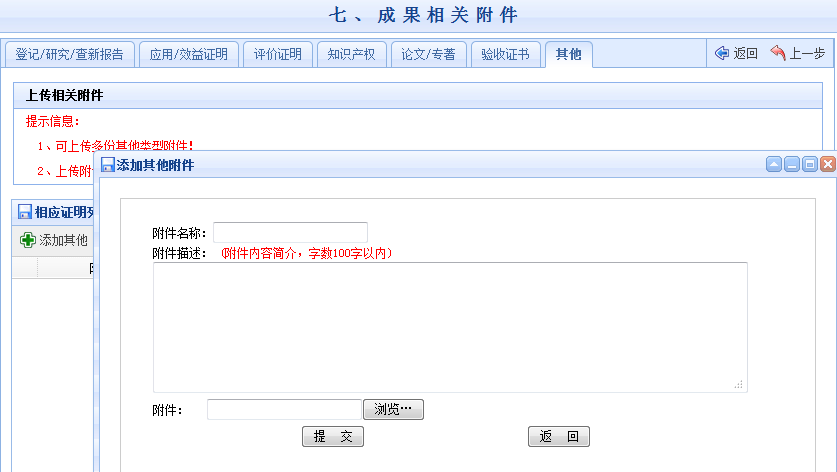 七、成果相关附件
登记/研究/查新报告 应用/效益证明 评价证明 知识产权 论文/专著 验收证书 其他 返回 上一步
上传相关附件
提示信息：
1、可上传多份其他类型附件！
2、上传附
添加其他附件
相应证明列
添加其他
附件名称：
附件描述：（附件内容简介，字数100字以内）
附件： 浏览…
提 交 返 回